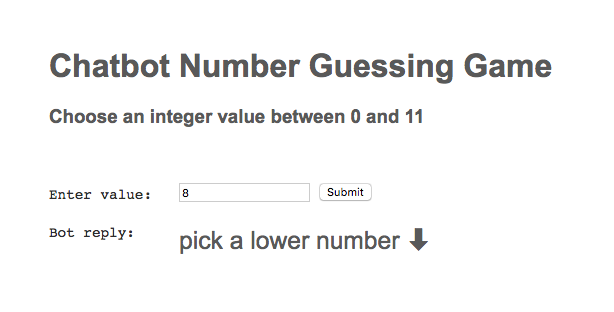 Chatbot Number Guessing Game
Choose an integer value between 0 and 11
Enter value: 8 Submit
Bot reply: pick a lower number ⬇